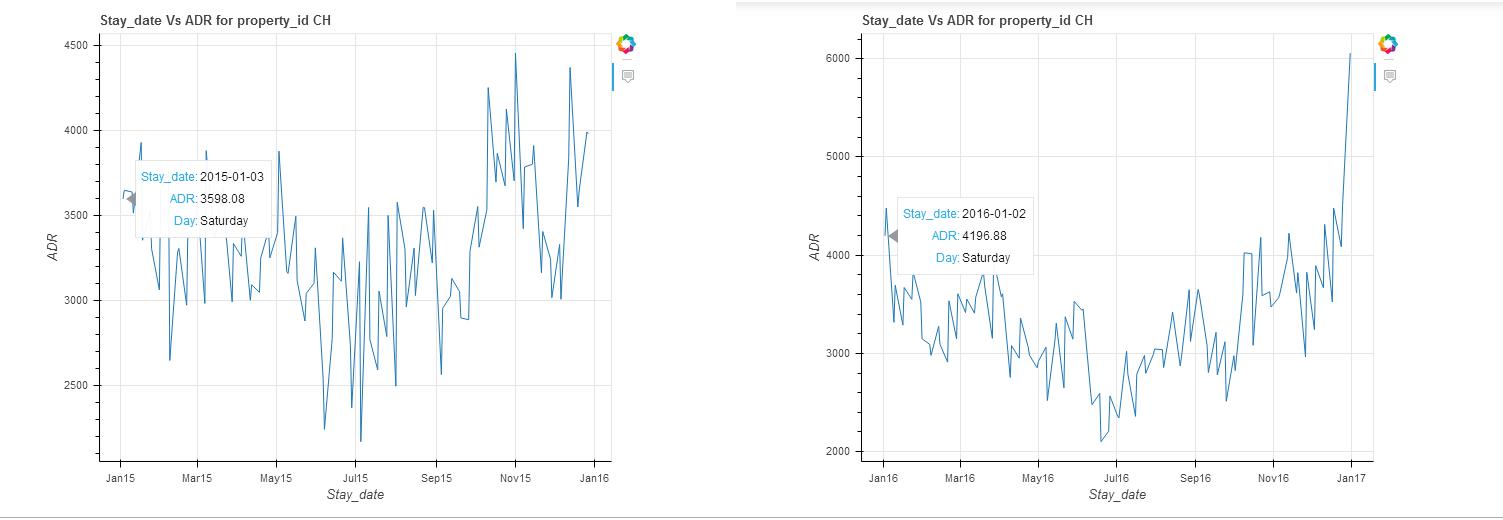 Stay_date Vs ADR for property_id CH
4500
4000
3500
3000
2500
ADR
Stay_date: 2015-01-03
ADR: 3598.08
Day: Saturday
Jan15 Mar15 May15 Jul15 Sep15 Nov15 Jan16
Stay_date
Stay_date Vs ADR for property_id CH
6000
5000
4000
3000
2000
ADR
Stay_date: 2016-01-02
ADR: 4196.88
Day: Saturday
Jan16 Mar16 May16 Jul16 Sep16 Nov16 Jan17
Stay_date